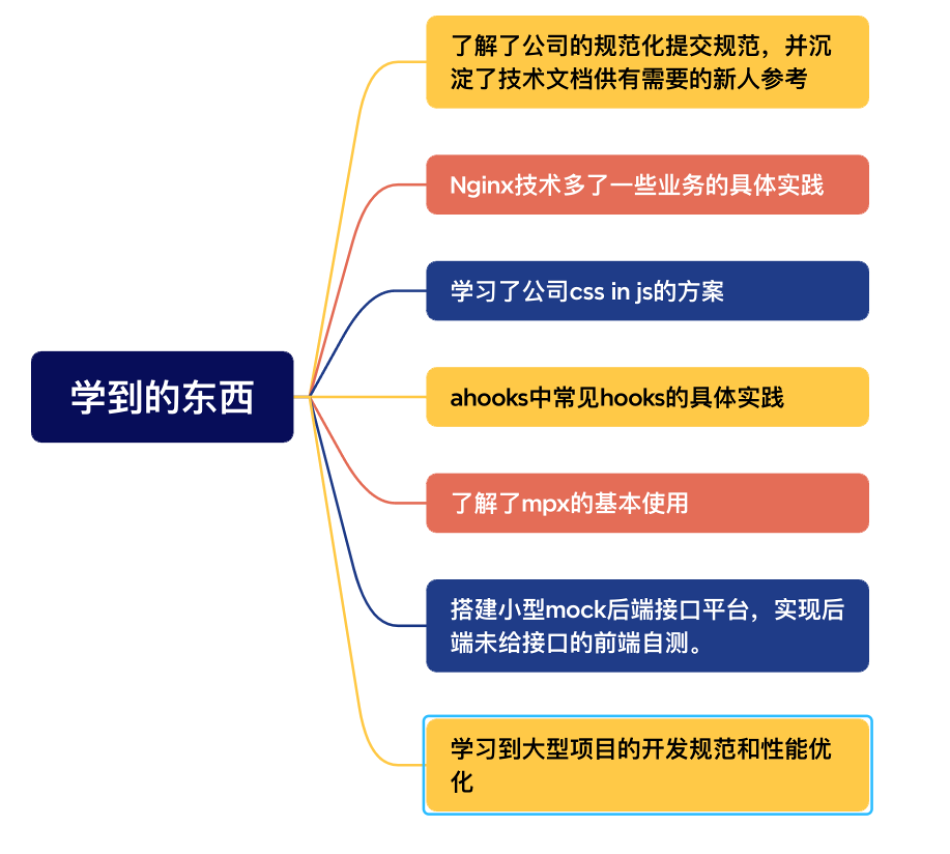 了解了公司的规范化提交规范，并沉
淀了技术文档供有需要的新人参考
Nginx技术多了一些业务的具体实践
学习了公司css in js的方案
学到的东西
ahooks中常见hooks的具体实践
了解了mpx的基本使用
搭建小型mock后端接口平台，实现后
端未给接口的前端自测。
学习到大型项目的开发规范和性能优
化